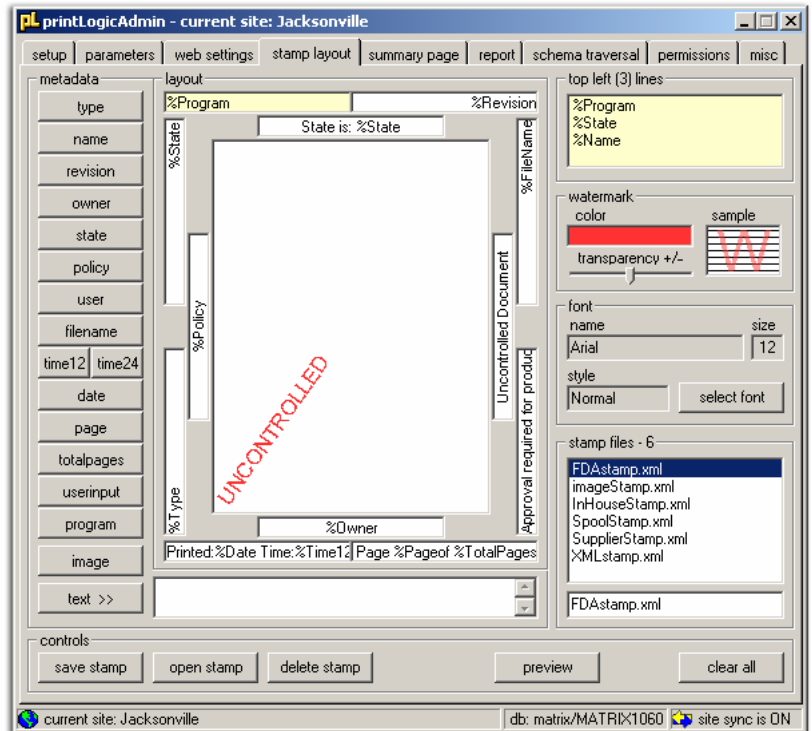 pL printLogicAdmin - current site: Jacksonville
setup parameters web settings stamp layout summary page report schema traversal permissions misc
metadata
type
name
revision
owner
state
policy
user
filename
time12 time24
date
page
totalpages
userinput
program
image
text >>
layout
%Program
%Revision
State is: %State
%State
%FileName
%Policy
Uncontrolled Document
UNCONTROLLED
%Type
Approval required for produc
%Owner
Printed:%Date Time:%Time12
Page %Pageof %TotalPages
top left (3) lines
%Program
%State
%Name
watermark
color sample
W
transparency +/-
font
name size
Arial 12
style
Normal select font
stamp files - 6
FDAstamp.xml
imageStamp.xml
InHouseStamp.xml
SpoolStamp.xml
SupplierStamp.xml
XMLstamp.xml
FDAstamp.xml
controls
save stamp open stamp delete stamp preview clear all
current site: Jacksonville db: matrix/MATRIX1060 site sync is ON